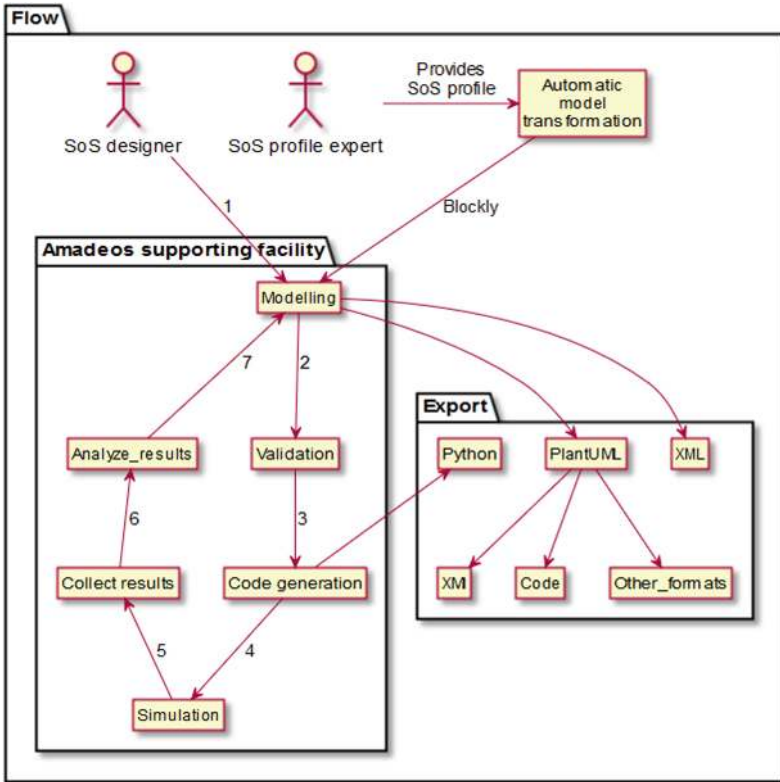 Flow
Provides
SoS profile
Automatic
model
transformation
SoS designer
SoS profile expert
1
Blockly
Amadeos supporting facility
Modelling
7
2
Export
Analyze_results
Validation
Python
PlantUML
XML
6
3
Collect results
Code generation
XMI
Code
Other_formats
5
4
Simulation